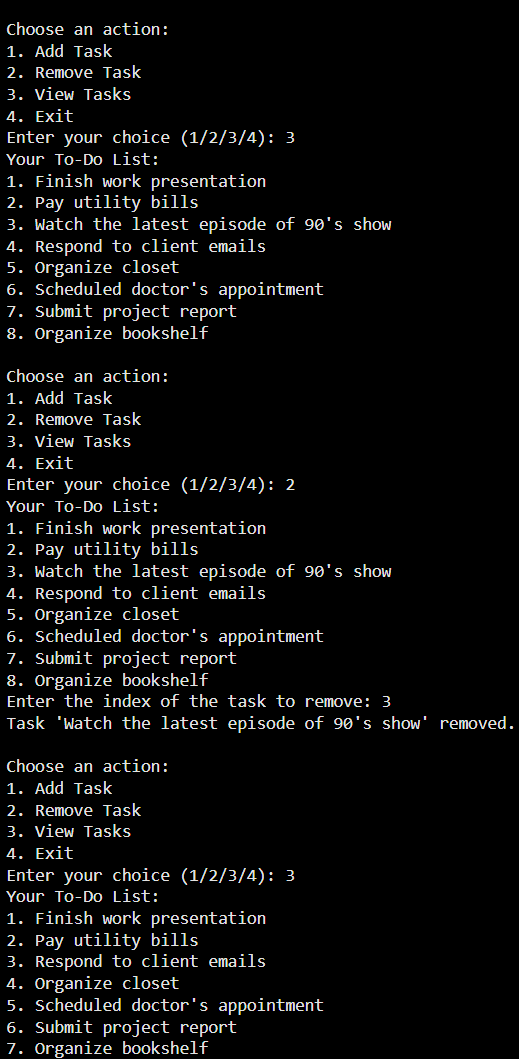 Choose an action:
1. Add Task
2. Remove Task
3. View Tasks
4. Exit
Enter your choice (1/2/3/4): 3
Your To-Do List:
1. Finish work presentation
2. Pay utility bills
3. Watch the latest episode of 90's show
4. Respond to client emails
5. Organize closet
6. Scheduled doctor's appointment
7. Submit project report
8. Organize bookshelf

Choose an action:
1. Add Task
2. Remove Task
3. View Tasks
4. Exit
Enter your choice (1/2/3/4): 2
Your To-Do List:
1. Finish work presentation
2. Pay utility bills
3. Watch the latest episode of 90's show
4. Respond to client emails
5. Organize closet
6. Scheduled doctor's appointment
7. Submit project report
8. Organize bookshelf
Enter the index of the task to remove: 3
Task 'Watch the latest episode of 90's show' removed.

Choose an action:
1. Add Task
2. Remove Task
3. View Tasks
4. Exit
Enter your choice (1/2/3/4): 3
Your To-Do List:
1. Finish work presentation
2. Pay utility bills
3. Respond to client emails
4. Organize closet
5. Scheduled doctor's appointment
6. Submit project report
7. Organize bookshelf